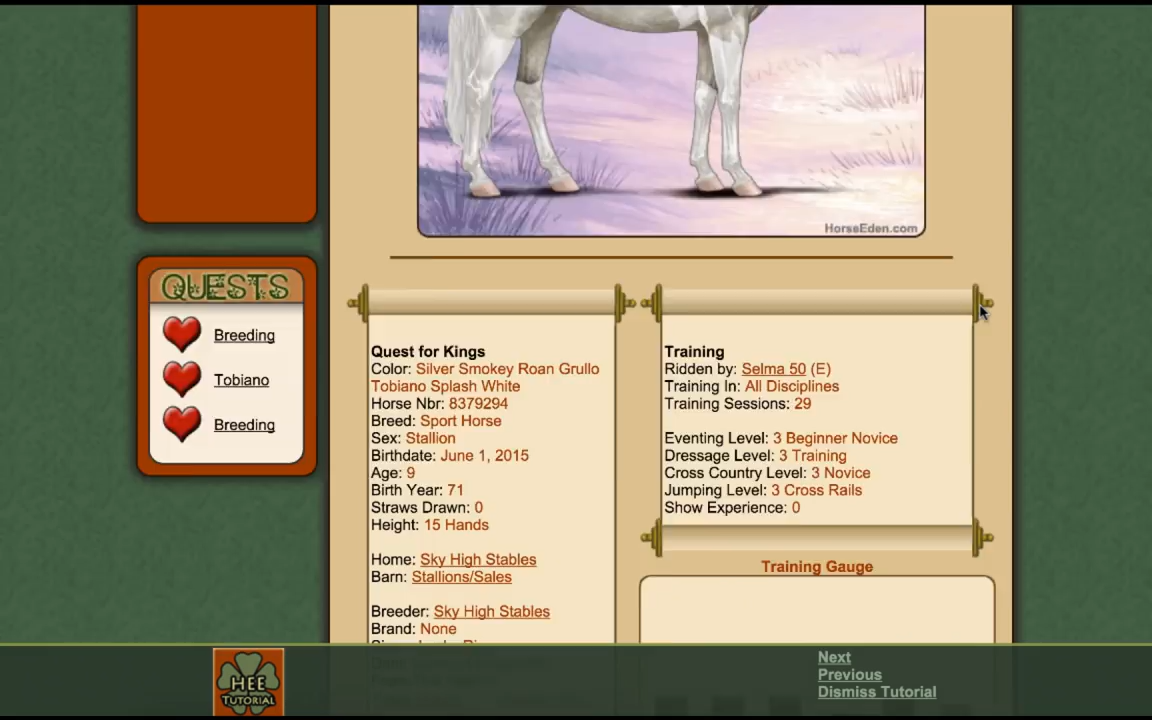 HorseEden.com
QUESTS
Breeding
Tobiano
Breeding
Quest for Kings
Color: Silver Smokey Roan Grullo
Tobiano Splash White
Horse Nbr: 8379294
Breed: Sport Horse
Sex: Stallion
Birthdate: June 1, 2015
Age: 9
Birth Year: 71
Straws Drawn: 0
Height: 15 Hands
Home: Sky High Stables
Barn: Stallions/Sales
Breeder: Sky High Stables
Brand: None
Training
Ridden by: Selma 50 (E)
Training In: All Disciplines
Training Sessions: 29
Eventing Level: 3 Beginner Novice
Dressage Level: 3 Training
Cross Country Level: 3 Novice
Jumping Level: 3 Cross Rails
Show Experience: 0
Training Gauge
HEE
TUTORIAL
Next
Previous
Dismiss Tutorial